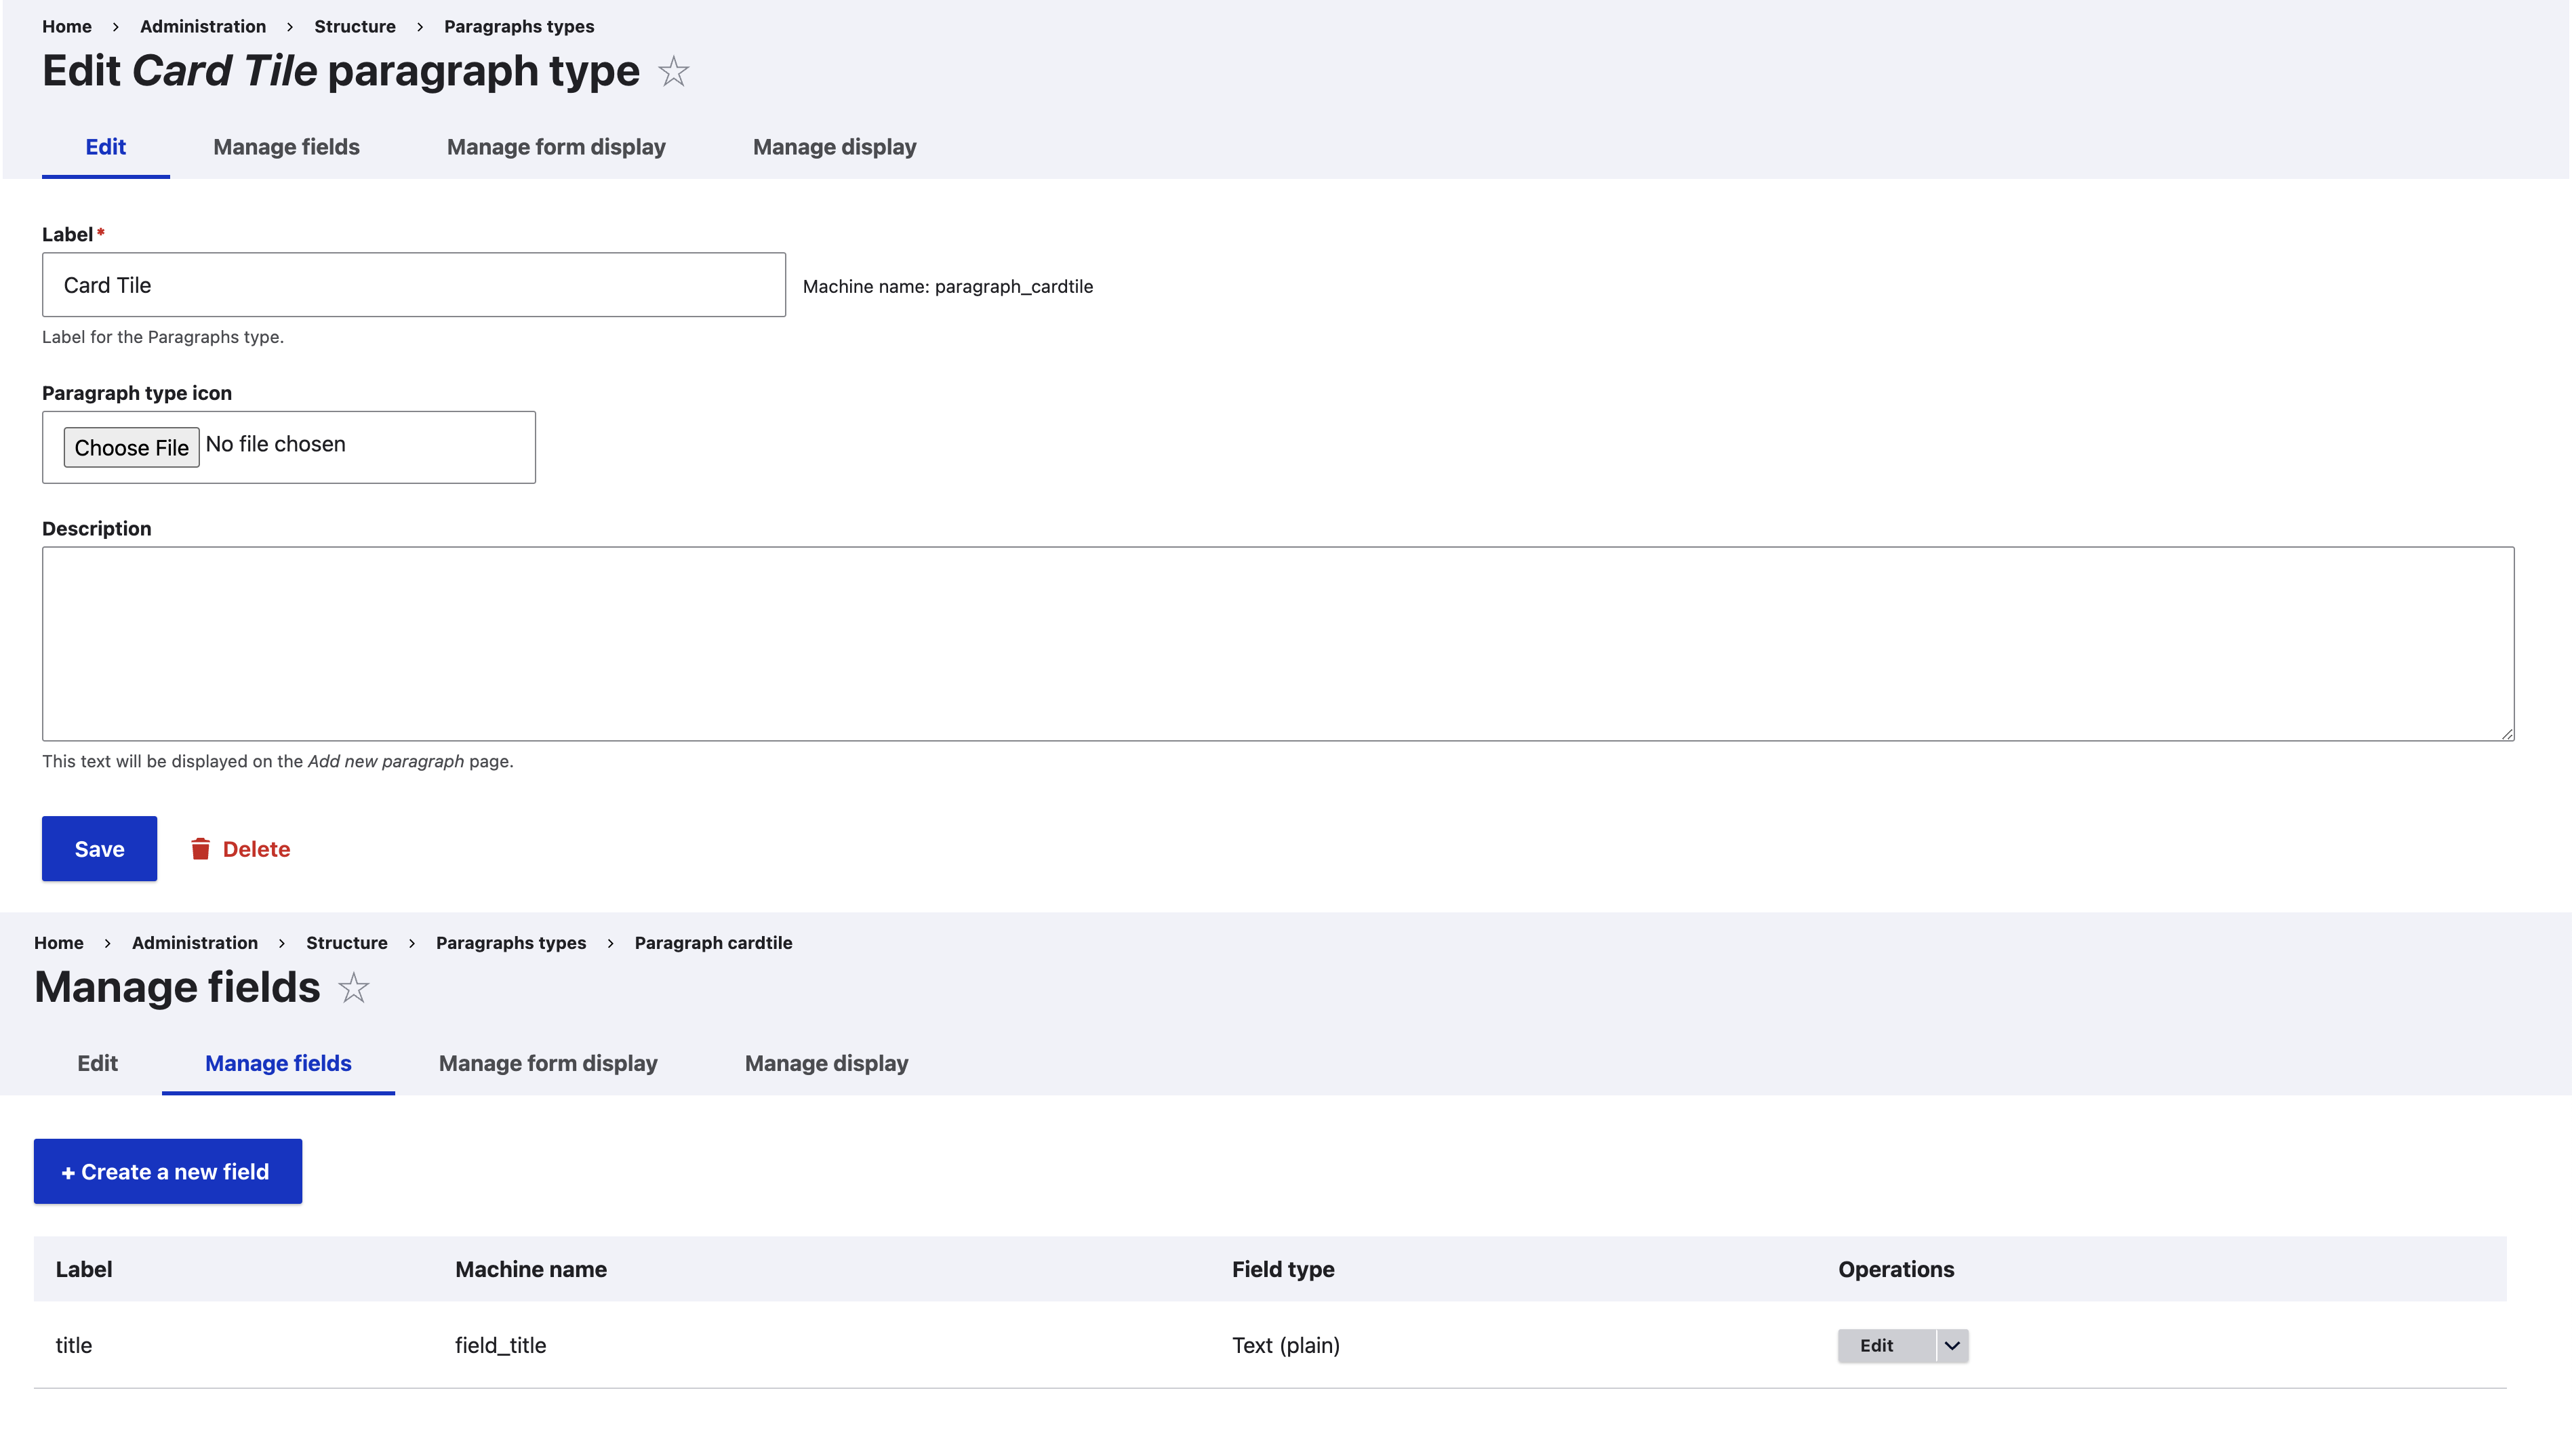 Home > Administration > Structure > Paragraphs types
Edit Card Tile paragraph type ☆
Edit Manage fields Manage form display Manage display
Label*
Card Tile Machine name: paragraph_cardtile
Label for the Paragraphs type.
Paragraph type icon
Choose File No file chosen
Description
This text will be displayed on the Add new paragraph page.
Save Delete
Home > Administration > Structure > Paragraphs types > Paragraph cardtile
Manage fields ☆
Edit Manage fields Manage form display Manage display
+ Create a new field
Label Machine name Field type Operations
title field_title Text (plain) Edit